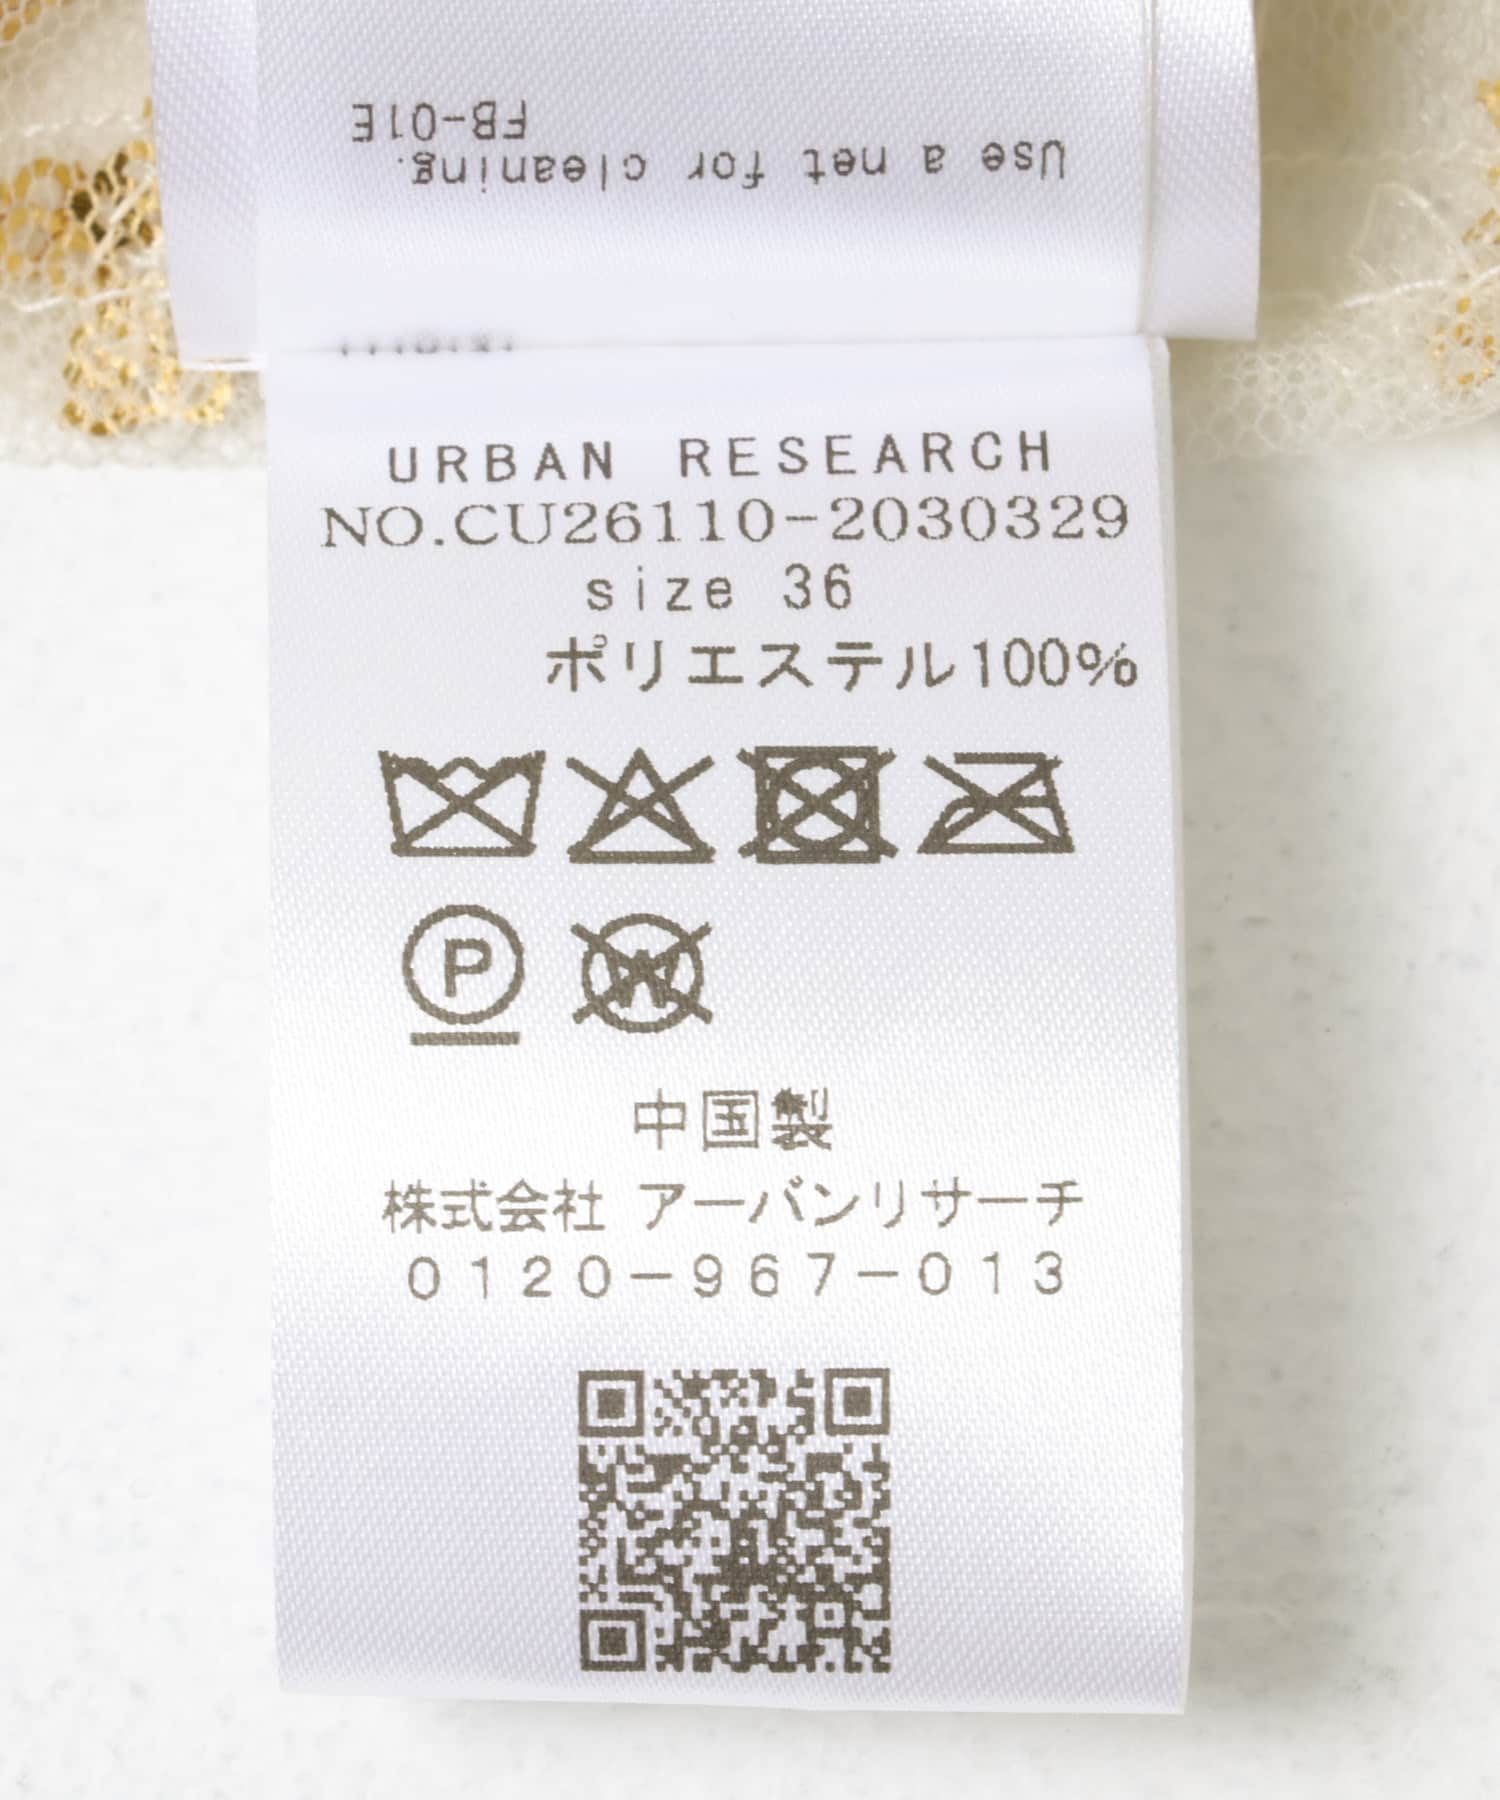 Use a net for cleaning.
FB-01E
URBAN RESEARCH
NO.CU26110-2030329
size 36
ポリエステル100%
P
W
中国製
株式会社 アーバンリサーチ
0120-967-013